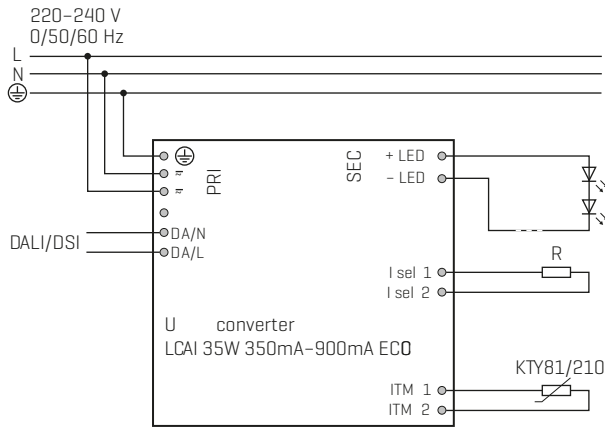 220–240 V
0/50/60 Hz
L
N
PRI
SEC
+ LED
– LED
DALI/DSI
DA/N
DA/L
I sel 1
I sel 2
R
U converter
LCAI 35W 350mA–900mA ECO
KTY81/210
ITM 1
ITM 2